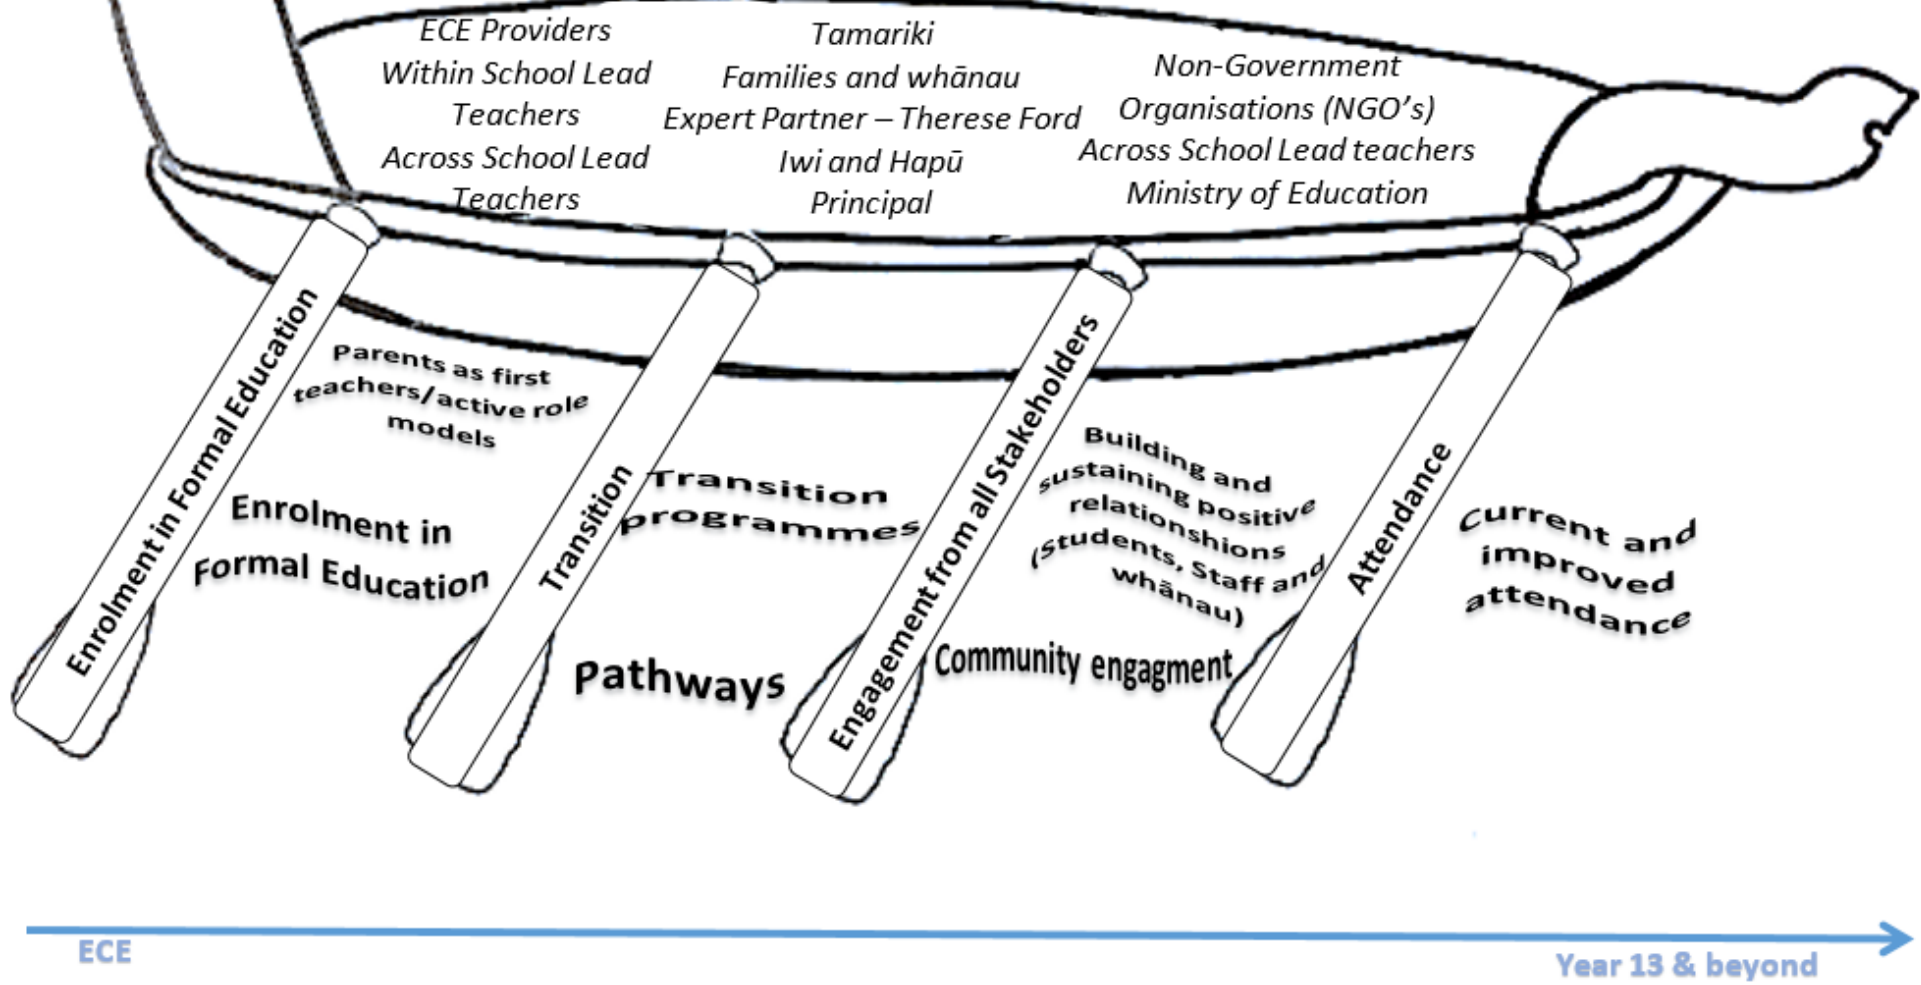 ECE Providers
Within School Lead
Teachers
Across School Lead
Teachers
Tamariki
Families and whānau
Expert Partner – Therese Ford
Iwi and Hapū
Principal
Non-Government
Organisations (NGO's)
Across School Lead teachers
Ministry of Education
Enrolment in Formal Education
Parents as first
teachers/active role
models
Enrolment in
Formal Education
Transition
Transition
programmes
Pathways
Engagement from all Stakeholders
Building and
sustaining positive
relationshions
(Students, Staff and
whānau)
Community engagment
Attendance
Current and
improved
attendance
ECE
Year 13 & beyond